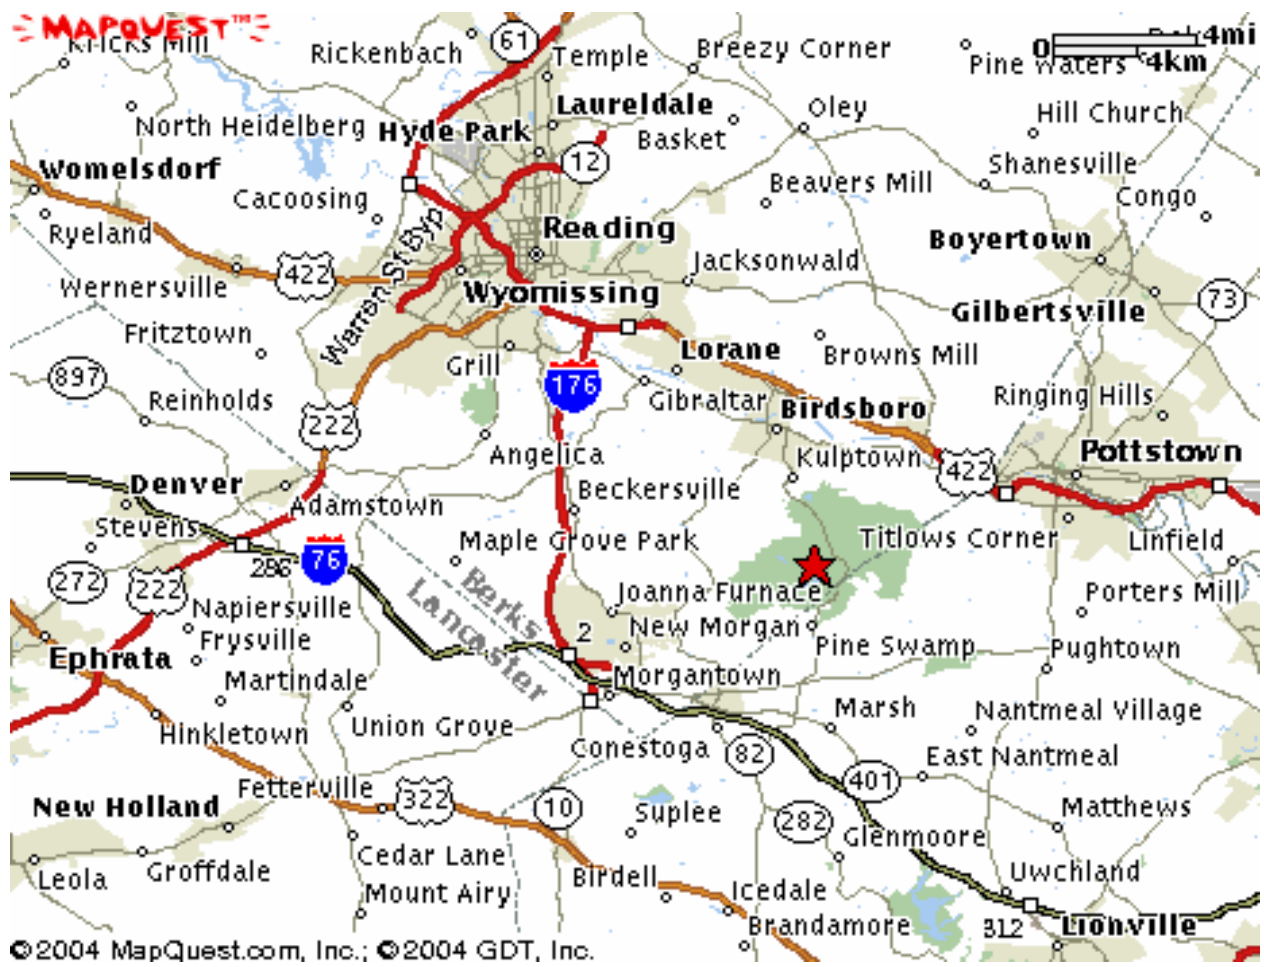 MAPQUEST™
Kricks Mill
Rickenbach
61
Temple
Breezy Corner
0
4mi
4km
Pine Waters
Laureldale
Oley
Hill Church
North Heidelberg
Hyde Park
Basket
12
Womelsdorf
Shanesville
Cacoosing
Beavers Mill
Congo
Ryeland
Reading
Boyertown
Warren St Byp
Jacksonwald
422
Wernersville
Wyomissing
73
Gilbertsville
Fritztown
Lorane
Browns Mill
Grill
897
176
Reinholds
Gibraltar
Birdsboro
Ringing Hills
222
Angelica
Kulptown
422
Pottstown
Denver
Beckersville
Adamstown
Stevens
Maple Grove Park
Titlows Corner
Linfield
286
76
272
222
Berks
Lancaster
Joanna Furnace
Porters Mill
Napiersville
2
New Morgan
Frysville
Pine Swamp
Pughtown
Ephrata
Morgantown
Martindale
Marsh
Nantmeal Village
Union Grove
Hinkletown
Conestoga
82
East Nantmeal
401
Fetterville
322
New Holland
10
Suplee
Matthews
282
Glenmoore
Cedar Lane
Leola
Groffdale
Birdell
Uwchland
Mount Airy
Icedale
Brandamore
312
Lionville
©2004 MapQuest.com, Inc.; ©2004 GDT, Inc.